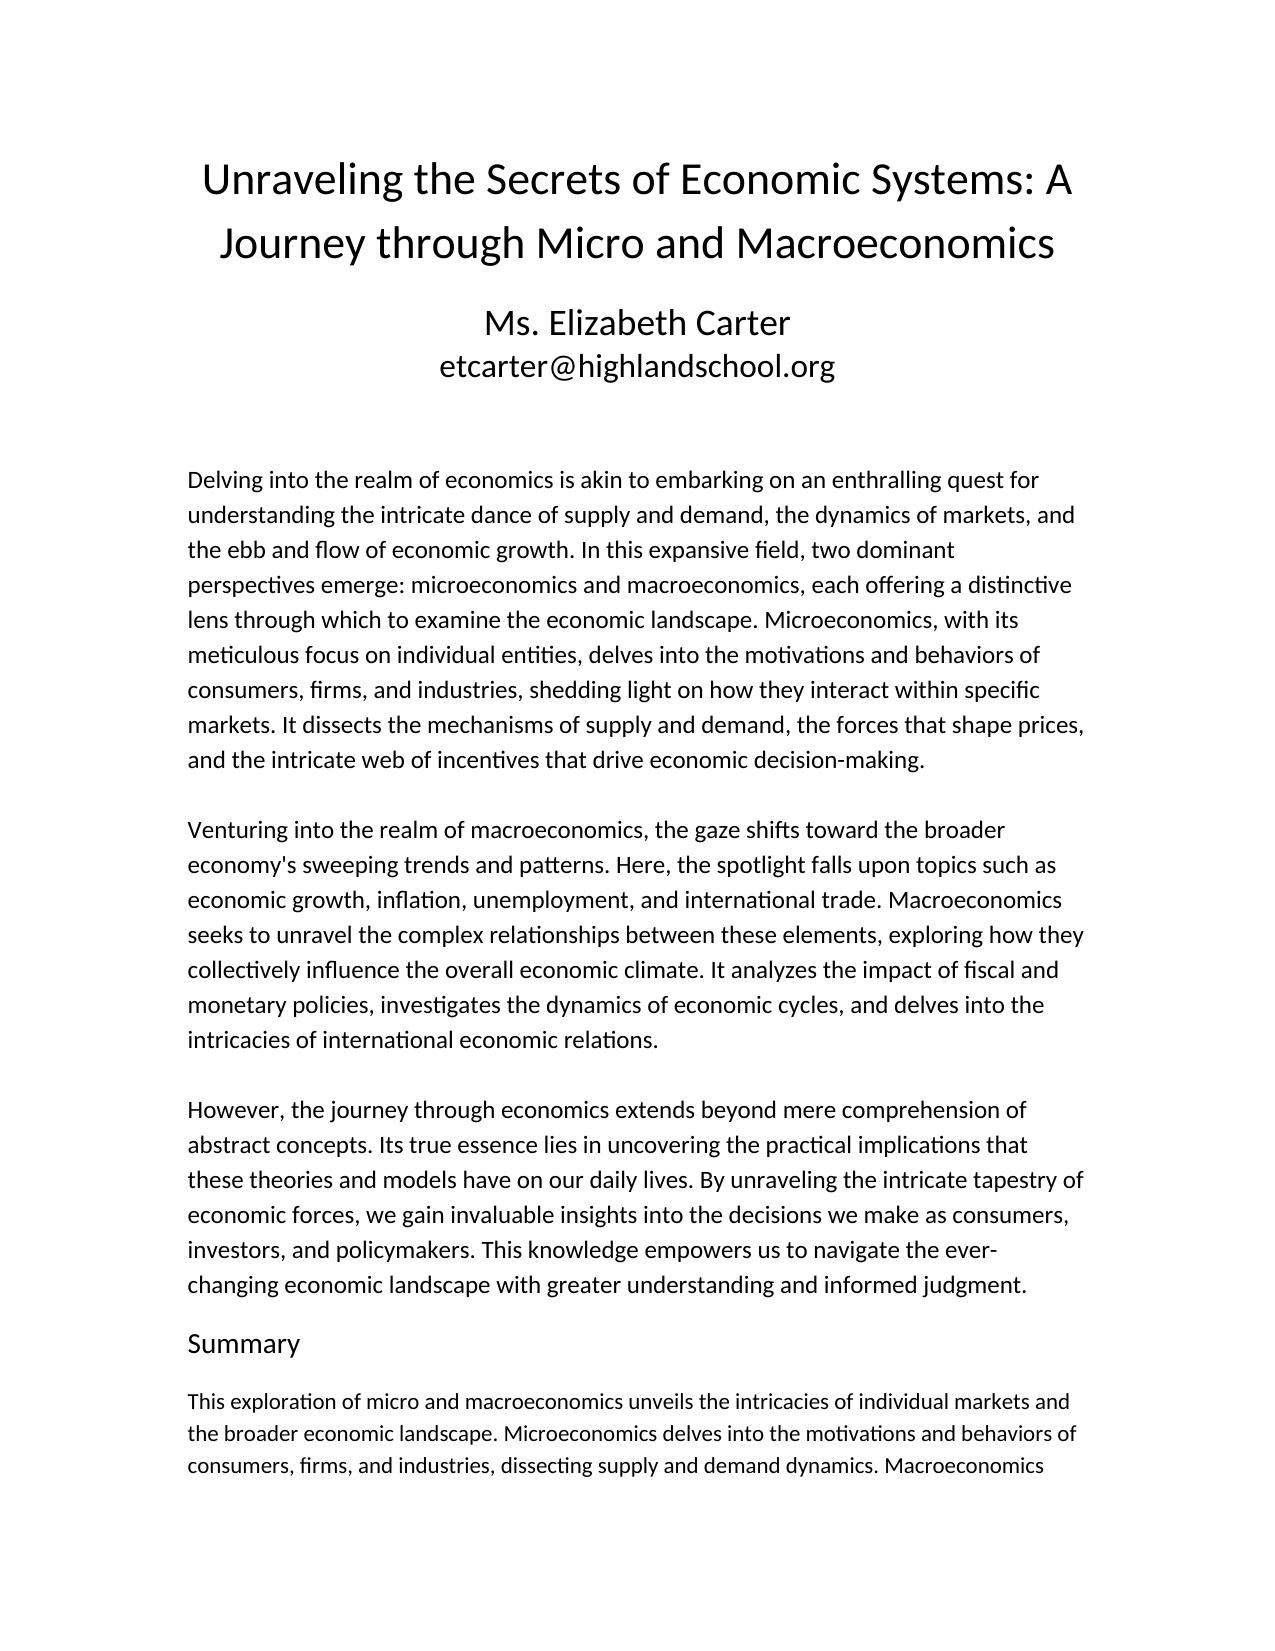 Unraveling the Secrets of Economic Systems: A
Journey through Micro and Macroeconomics
Ms. Elizabeth Carter
etcarter@highlandschool.org
Delving into the realm of economics is akin to embarking on an enthralling quest for
understanding the intricate dance of supply and demand, the dynamics of markets, and
the ebb and flow of economic growth. In this expansive field, two dominant
perspectives emerge: microeconomics and macroeconomics, each offering a distinctive
lens through which to examine the economic landscape. Microeconomics, with its
meticulous focus on individual entities, delves into the motivations and behaviors of
consumers, firms, and industries, shedding light on how they interact within specific
markets. It dissects the mechanisms of supply and demand, the forces that shape prices,
and the intricate web of incentives that drive economic decision-making.
Venturing into the realm of macroeconomics, the gaze shifts toward the broader
economy's sweeping trends and patterns. Here, the spotlight falls upon topics such as
economic growth, inflation, unemployment, and international trade. Macroeconomics
seeks to unravel the complex relationships between these elements, exploring how they
collectively influence the overall economic climate. It analyzes the impact of fiscal and
monetary policies, investigates the dynamics of economic cycles, and delves into the
intricacies of international economic relations.
However, the journey through economics extends beyond mere comprehension of
abstract concepts. Its true essence lies in uncovering the practical implications that
these theories and models have on our daily lives. By unraveling the intricate tapestry of
economic forces, we gain invaluable insights into the decisions we make as consumers,
investors, and policymakers. This knowledge empowers us to navigate the ever-
changing economic landscape with greater understanding and informed judgment.
Summary
This exploration of micro and macroeconomics unveils the intricacies of individual markets and
the broader economic landscape. Microeconomics delves into the motivations and behaviors of
consumers, firms, and industries, dissecting supply and demand dynamics. Macroeconomics